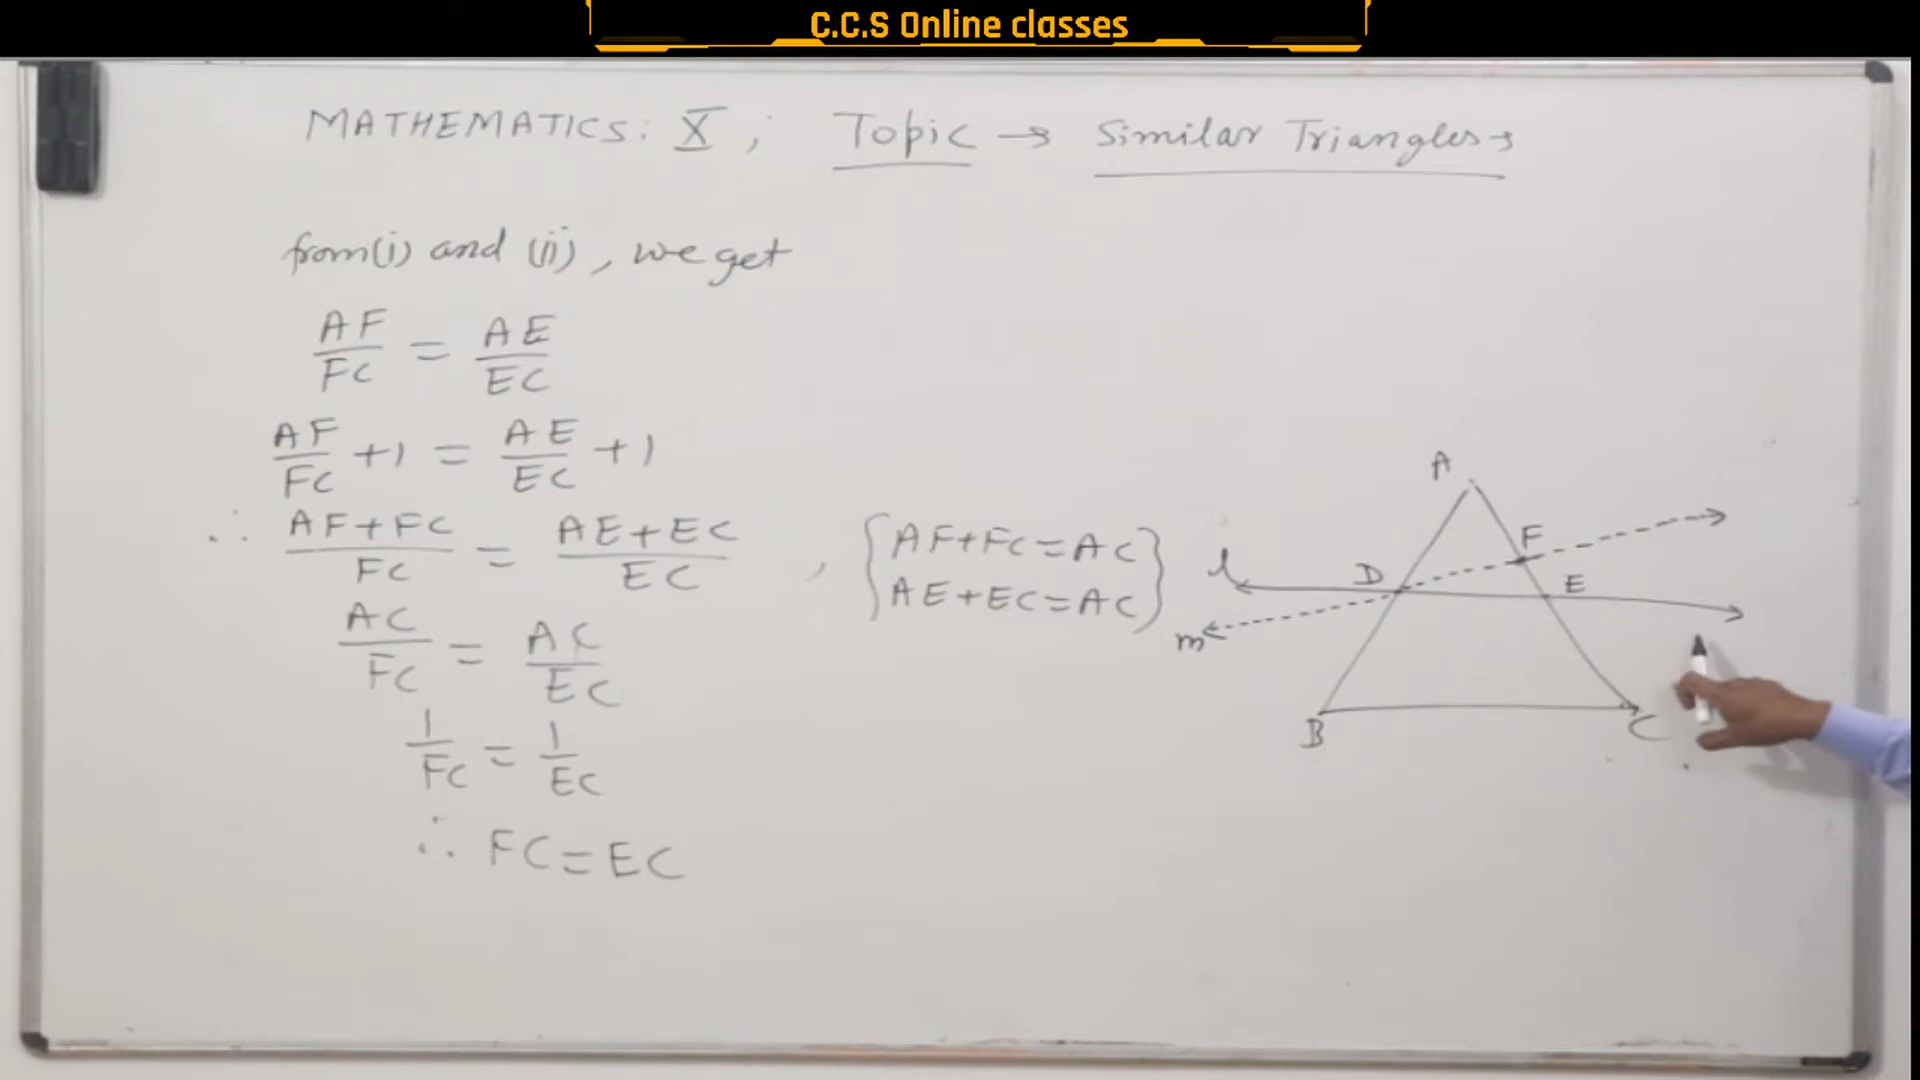 C.C.S Online classes
MATHEMATICS: X ; Topic → Similar Triangles →
from(i) and (ii), we get
AF/FC = AE/EC
AF/FC +1 = AE/EC +1
∴ AF+FC/FC = AE+EC/EC , {AF+FC=AC
AE+EC=AC}
AC/FC = AC/EC
1/FC = 1/EC
∴ FC=EC
A
F
l D E
m
B C